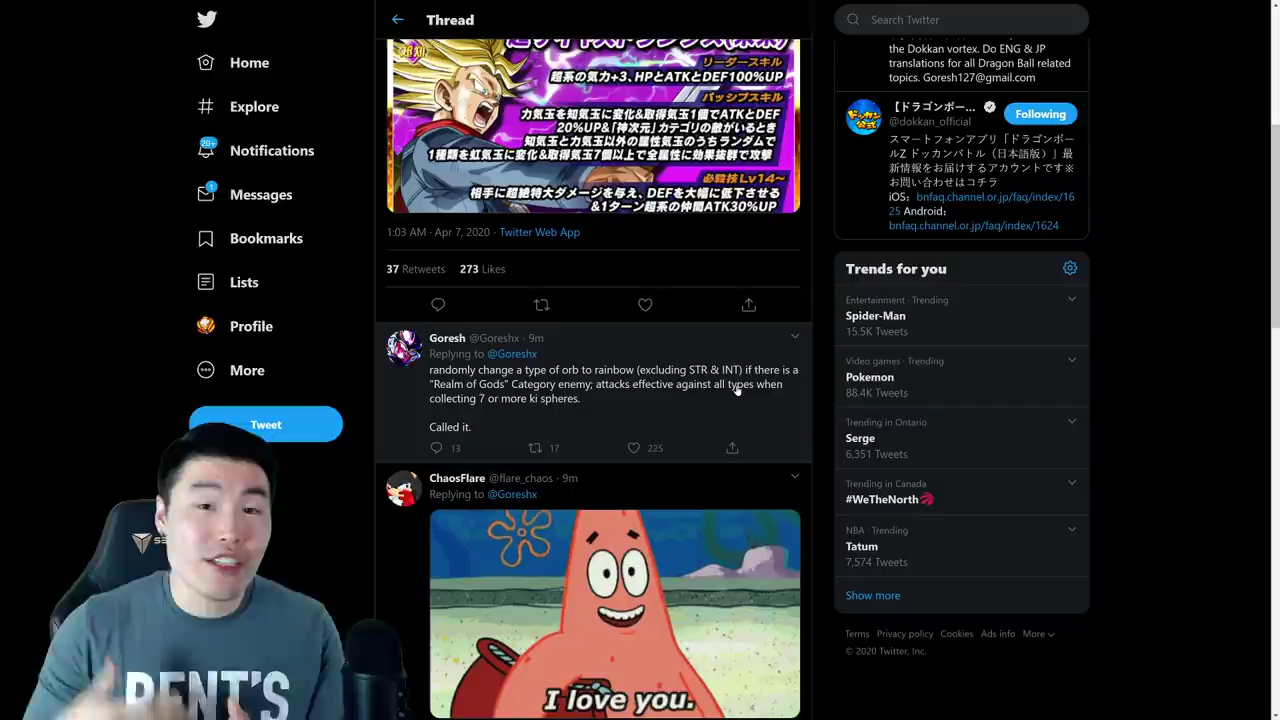 Home
Explore
20+
Notifications
1
Messages
Bookmarks
Lists
Profile
More
Tweet
Thread
超サイヤ人トランクス(未来)
リーダースキル
超系の気力+3、HPとATKとDEF100%UP
パッシブスキル
力気玉を知気玉に変化&取得気玉1個でATKとDEF
20%UP&「神次元」カテゴリの敵がいるとき
知気玉と力気玉以外の属性気玉のうちランダムで
1種類を虹気玉に変化&取得気玉7個以上で全属性に効果抜群で攻撃
必殺技Lv14~
相手に超絶特大ダメージを与え、DEFを大幅に低下させる
&1ターン超系の仲間ATK30%UP
1:03 AM · Apr 7, 2020 · Twitter Web App
37 Retweets 273 Likes
Goresh @Goreshx · 9m
Replying to @Goreshx
randomly change a type of orb to rainbow (excluding STR & INT) if there is a
"Realm of Gods" Category enemy; attacks effective against all types when
collecting 7 or more ki spheres.
Called it.
13 17 225
ChaosFlare @flare_chaos · 9m
Replying to @Goreshx
I love you.
Search Twitter
the Dokkan vortex. Do ENG & JP
translations for all Dragon Ball related
topics. Goresh127@gmail.com
【ドラゴンボー...
@dokkan_official
Following
スマートフォンアプリ「ドラゴンボー
ルZ ドッカンバトル（日本語版）」最
新情報をお届けするアカウントです※
お問い合わせはコチラ
iOS： bnfaq.channel.or.jp/faq/index/16
25 Android：
bnfaq.channel.or.jp/faq/index/1624
Trends for you
Entertainment · Trending
Spider-Man
15.5K Tweets
Video games · Trending
Pokemon
88.4K Tweets
Trending in Ontario
Serge
6,351 Tweets
Trending in Canada
#WeTheNorth
NBA · Trending
Tatum
7,574 Tweets
Show more
Terms Privacy policy Cookies Ads info More
© 2020 Twitter, Inc.